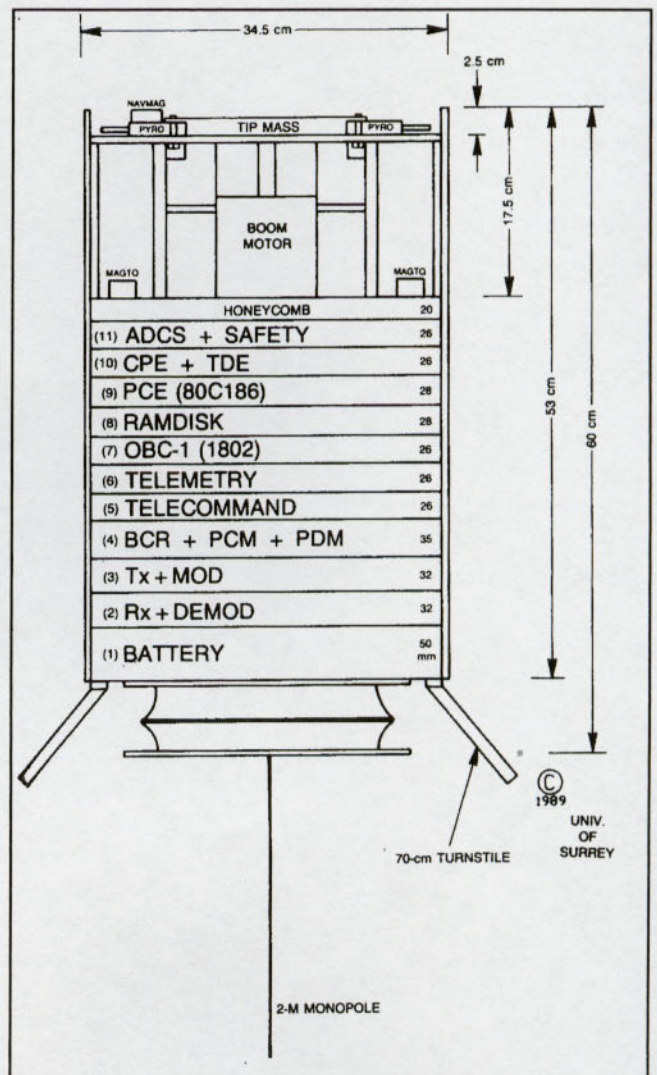 34.5 cm
2.5 cm
NAVMAG
PYRO
TIP MASS
PYRO
17.5 cm
BOOM
MOTOR
MAGTQ
MAGTQ
HONEYCOMB 20
(11) ADCS + SAFETY 26
(10) CPE + TDE 26
(9) PCE (80C186) 28
(8) RAMDISK 28
(7) OBC-1 (1802) 26
(6) TELEMETRY 26
(5) TELECOMMAND 26
(4) BCR + PCM + PDM 35
(3) Tx + MOD 32
(2) Rx + DEMOD 32
(1) BATTERY 50
mm
53 cm
60 cm
©
1989
UNIV.
OF
SURREY
70-cm TURNSTILE
2-M MONOPOLE